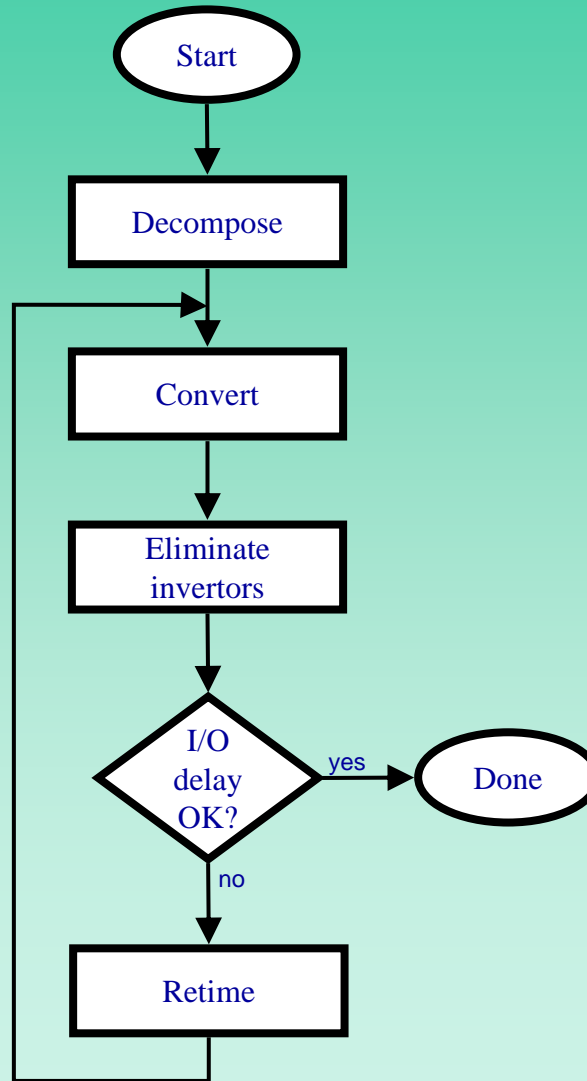 Start
Decompose
Convert
Eliminate
invertors
I/O
delay
OK?
yes
Done
no
Retime